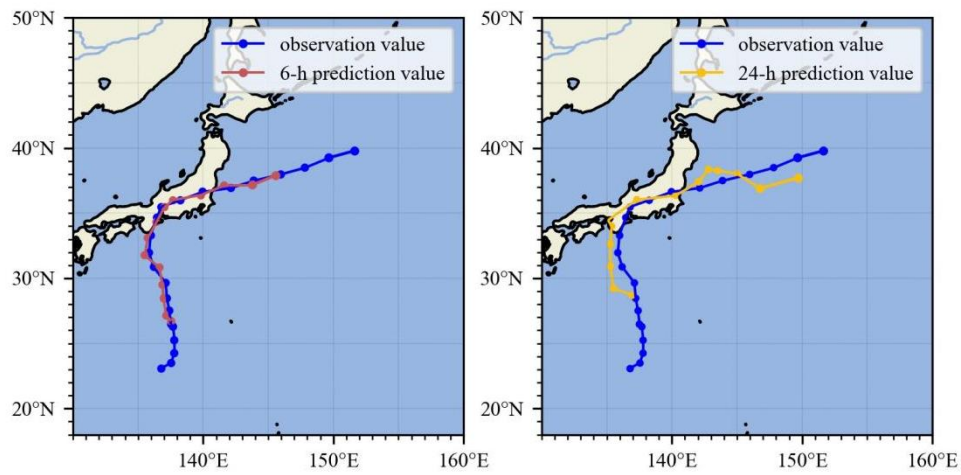 50°N
40°N
30°N
20°N
140°E
150°E
160°E
observation value
6-h prediction value
50°N
40°N
30°N
20°N
140°E
150°E
160°E
observation value
24-h prediction value